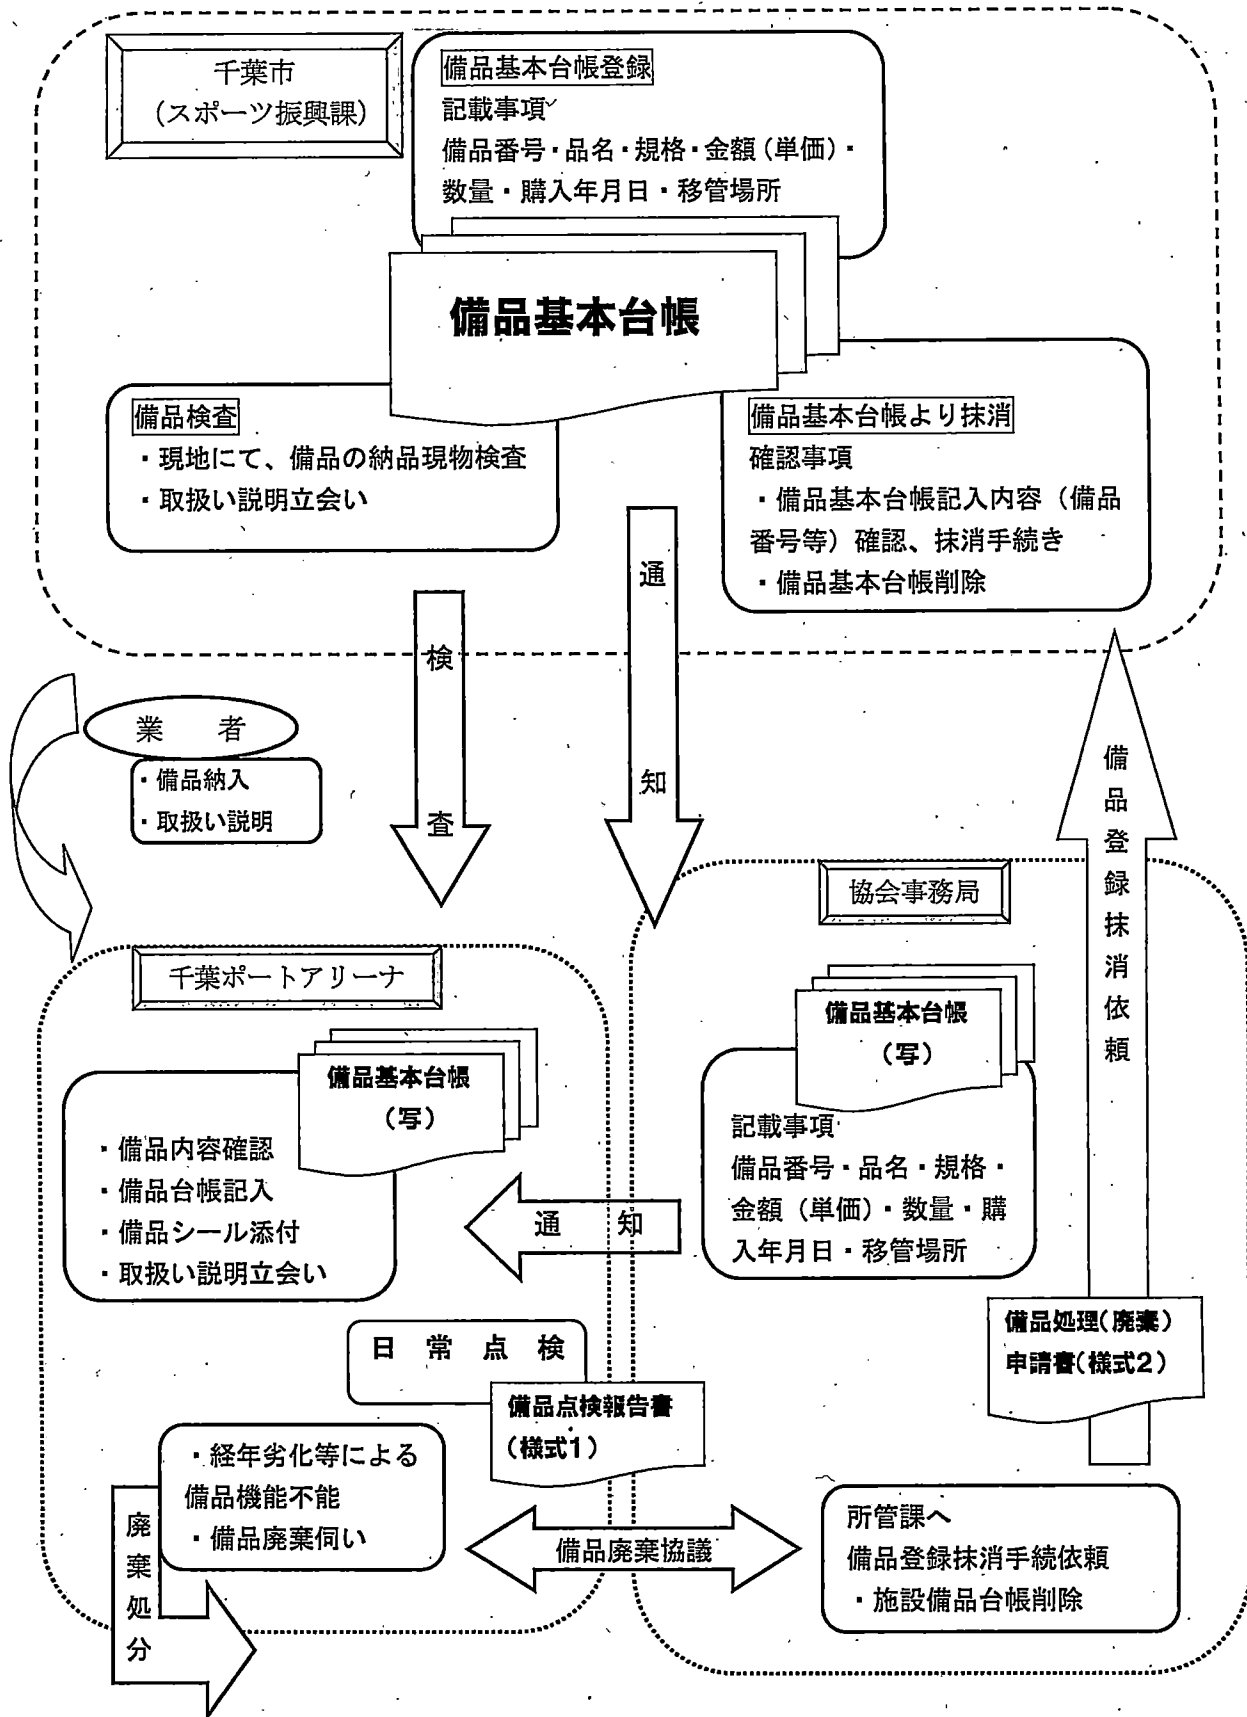 千葉市
（スポーツ振興課）
備品基本台帳登録
記載事項
備品番号・品名・規格・金額（単価）・
数量・購入年月日・移管場所
備品基本台帳
備品検査
・現地にて、備品の納品現物検査
・取扱い説明立会い
備品基本台帳より抹消
確認事項
・備品基本台帳記入内容（備品
番号等）確認、抹消手続き
・備品基本台帳削除
検査
通知
業者
・備品納入
・取扱い説明
備品登録抹消依頼
協会事務局
備品基本台帳
（写）
記載事項
備品番号・品名・規格・
金額（単価）・数量・購
入年月日・移管場所
千葉ポートアリーナ
備品基本台帳
（写）
・備品内容確認
・備品台帳記入
・備品シール添付
・取扱い説明立会い
通知
日常点検
備品点検報告書
（様式1）
備品処理（廃棄）
申請書（様式2）
・経年劣化等による
備品機能不能
・備品廃棄伺い
廃棄処分
備品廃棄協議
所管課へ
備品登録抹消手続依頼
・施設備品台帳削除